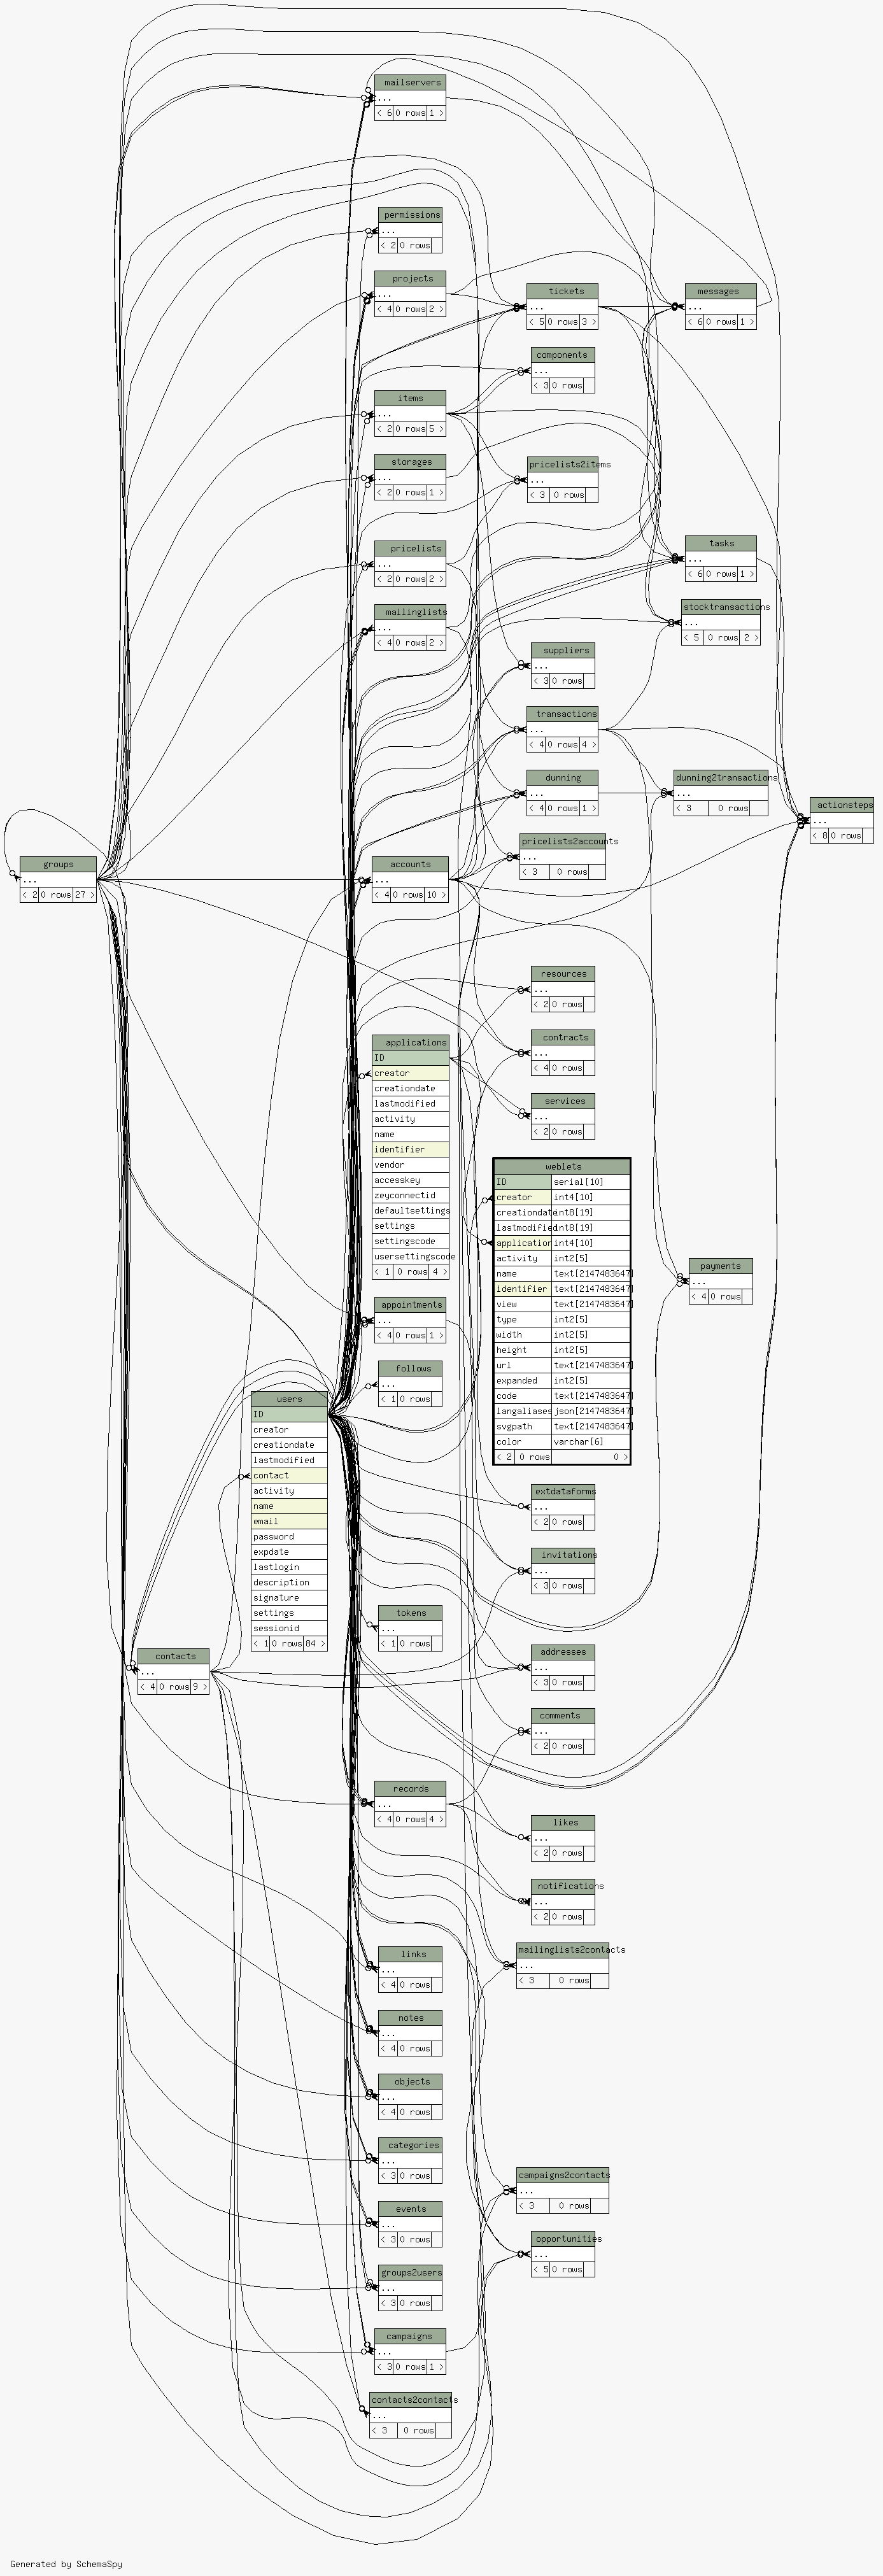 mailservers
...
< 6 0 rows 1 >
permissions
...
< 2 0 rows
projects
...
< 4 0 rows 2 >
tickets
...
< 5 0 rows 3 >
messages
...
< 6 0 rows 1 >
components
...
< 3 0 rows
items
...
< 2 0 rows 5 >
storages
...
< 2 0 rows 1 >
pricelists2items
...
< 3 0 rows
pricelists
...
< 2 0 rows 2 >
tasks
...
< 6 0 rows 1 >
mailinglists
...
< 4 0 rows 2 >
stocktransactions
...
< 5 0 rows 2 >
suppliers
...
< 3 0 rows
transactions
...
< 4 0 rows 4 >
dunning
...
< 4 0 rows 1 >
dunning2transactions
...
< 3 0 rows
actionsteps
...
< 8 0 rows
pricelists2accounts
...
< 3 0 rows
groups
...
< 2 0 rows 27 >
accounts
...
< 4 0 rows 10 >
resources
...
< 2 0 rows
contracts
...
< 4 0 rows
services
...
< 2 0 rows
applications
ID
creator
creationdate
lastmodified
activity
name
identifier
vendor
accesskey
zeyconnectid
defaultsettings
settings
settingscode
usersettingscode
< 1 0 rows 4 >
weblets
ID serial[10]
creator int4[10]
creationdate int8[19]
lastmodified int8[19]
application int4[10]
activity int2[5]
name text[2147483647]
identifier text[2147483647]
view text[2147483647]
type int2[5]
width int2[5]
height int2[5]
url text[2147483647]
expanded int2[5]
code text[2147483647]
langaliases json[2147483647]
svgpath text[2147483647]
color varchar[6]
< 2 0 rows 0 >
payments
...
< 4 0 rows
appointments
...
< 4 0 rows 1 >
follows
...
< 1 0 rows
users
ID
creator
creationdate
lastmodified
contact
activity
name
email
password
expdate
lastlogin
description
signature
settings
sessionid
< 1 0 rows 84 >
extdataforms
...
< 2 0 rows
invitations
...
< 3 0 rows
tokens
...
< 1 0 rows
contacts
...
< 4 0 rows 9 >
addresses
...
< 3 0 rows
comments
...
< 2 0 rows
records
...
< 4 0 rows 4 >
likes
...
< 2 0 rows
notifications
...
< 2 0 rows
mailinglists2contacts
...
< 3 0 rows
links
...
< 4 0 rows
notes
...
< 4 0 rows
objects
...
< 4 0 rows
categories
...
< 3 0 rows
campaigns2contacts
...
< 3 0 rows
events
...
< 3 0 rows
opportunities
...
< 5 0 rows
groups2users
...
< 3 0 rows
campaigns
...
< 3 0 rows 1 >
contacts2contacts
...
< 3 0 rows
Generated by SchemaSpy